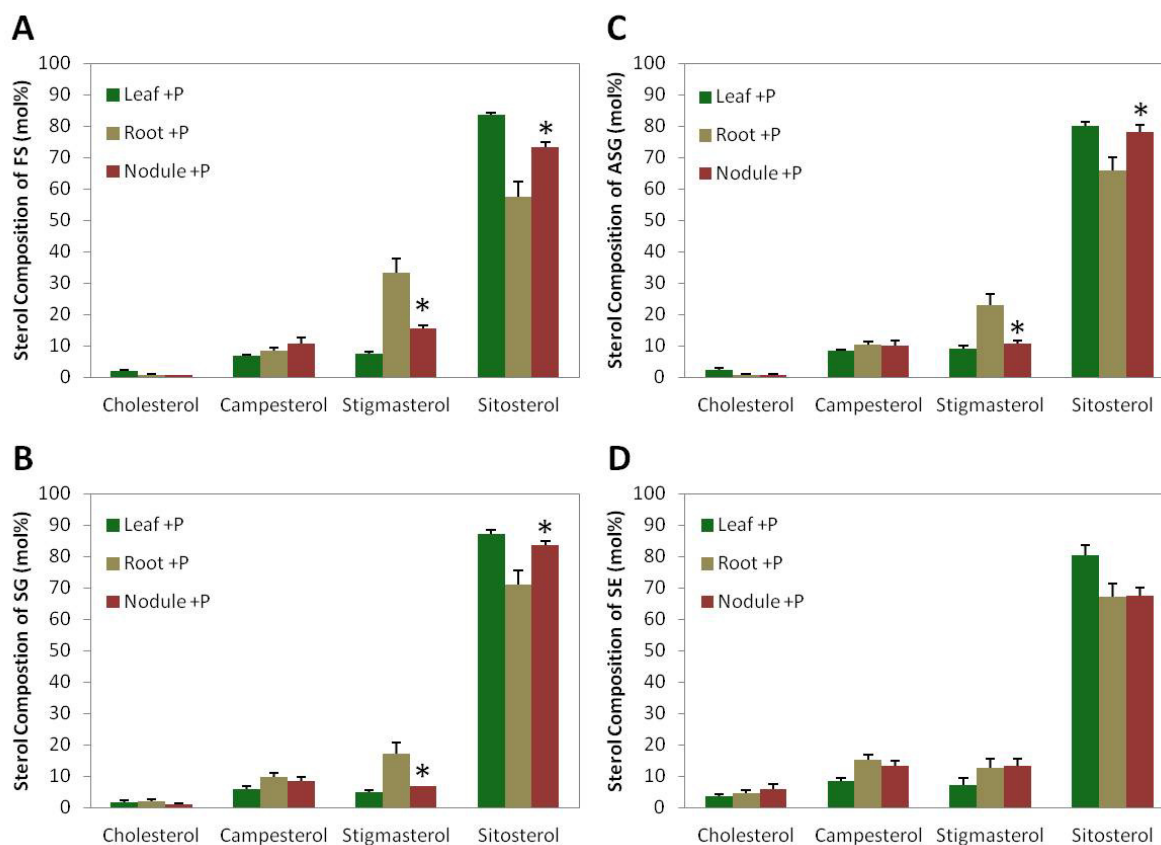 A
Sterol Composition of FS (mol%)
100
90
80
70
60
50
40
30
20
10
0
Leaf +P
Root +P
Nodule +P
*
*
Cholesterol Campesterol Stigmasterol Sitosterol
C
Sterol Composition of ASG (mol%)
100
90
80
70
60
50
40
30
20
10
0
Leaf +P
Root +P
Nodule +P
*
*
Cholesterol Campesterol Stigmasterol Sitosterol
B
Sterol Compostion of SG (mol%)
100
90
80
70
60
50
40
30
20
10
0
Leaf +P
Root +P
Nodule +P
*
*
Cholesterol Campesterol Stigmasterol Sitosterol
D
Sterol Composition of SE (mol%)
100
90
80
70
60
50
40
30
20
10
0
Leaf +P
Root +P
Nodule +P
Cholesterol Campesterol Stigmasterol Sitosterol